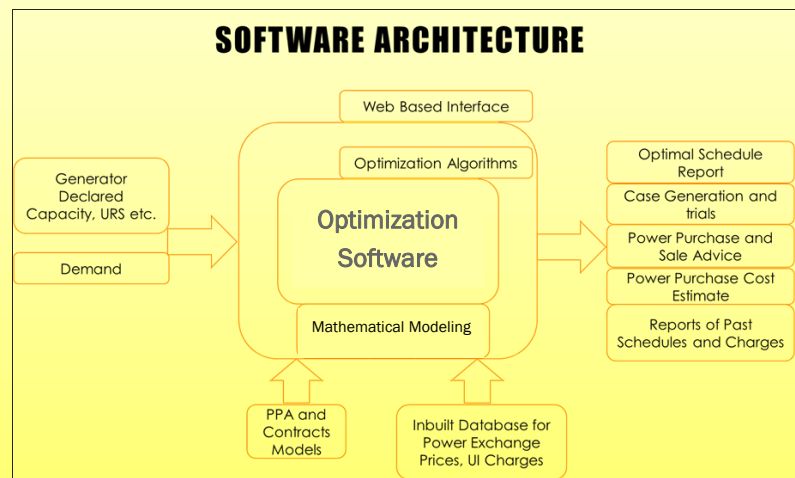 SOFTWARE ARCHITECTURE
Web Based Interface
Optimization Algorithms
Generator
Declared
Capacity, URS etc.
Demand
Optimization
Software
Mathematical Modeling
PPA and
Contracts
Models
Inbuilt Database for
Power Exchange
Prices, UI Charges
Optimal Schedule
Report
Case Generation and
trials
Power Purchase and
Sale Advice
Power Purchase Cost
Estimate
Reports of Past
Schedules and Charges